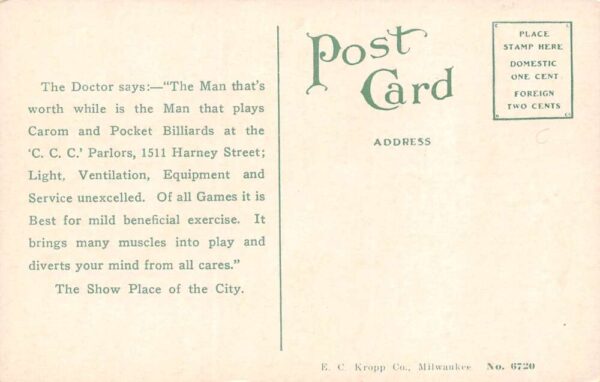 The Doctor says:—"The Man that's
worth while is the Man that plays
Carom and Pocket Billiards at the
'C. C. C.' Parlors, 1511 Harney Street;
Light, Ventilation, Equipment and
Service unexcelled. Of all Games it is
Best for mild beneficial exercise. It
brings many muscles into play and
diverts your mind from all cares."
The Show Place of the City.
Post
Card
ADDRESS
PLACE
STAMP HERE
DOMESTIC
ONE CENT
FOREIGN
TWO CENTS
E. C. Kropp Co., Milwaukee No. 6720